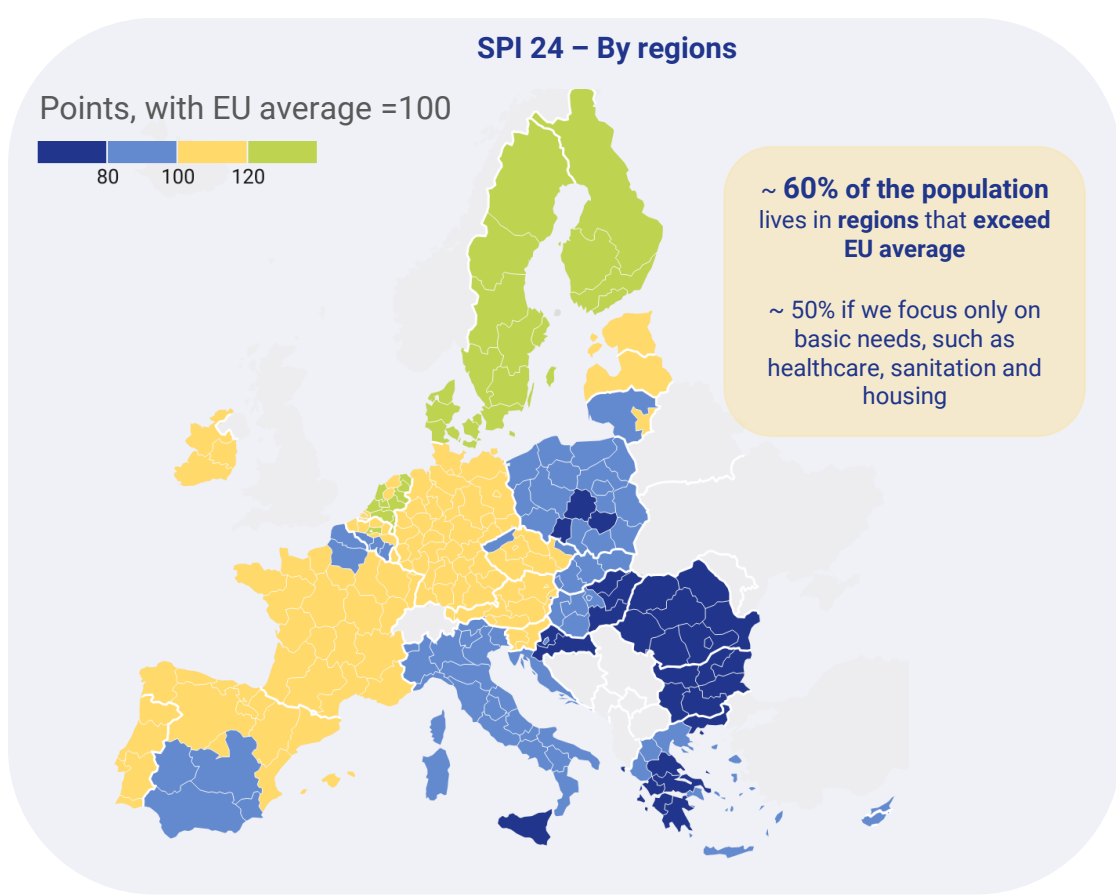 SPI 24 – By regions
Points, with EU average =100
80 100 120
~ 60% of the population
lives in regions that exceed
EU average
~ 50% if we focus only on
basic needs, such as
healthcare, sanitation and
housing